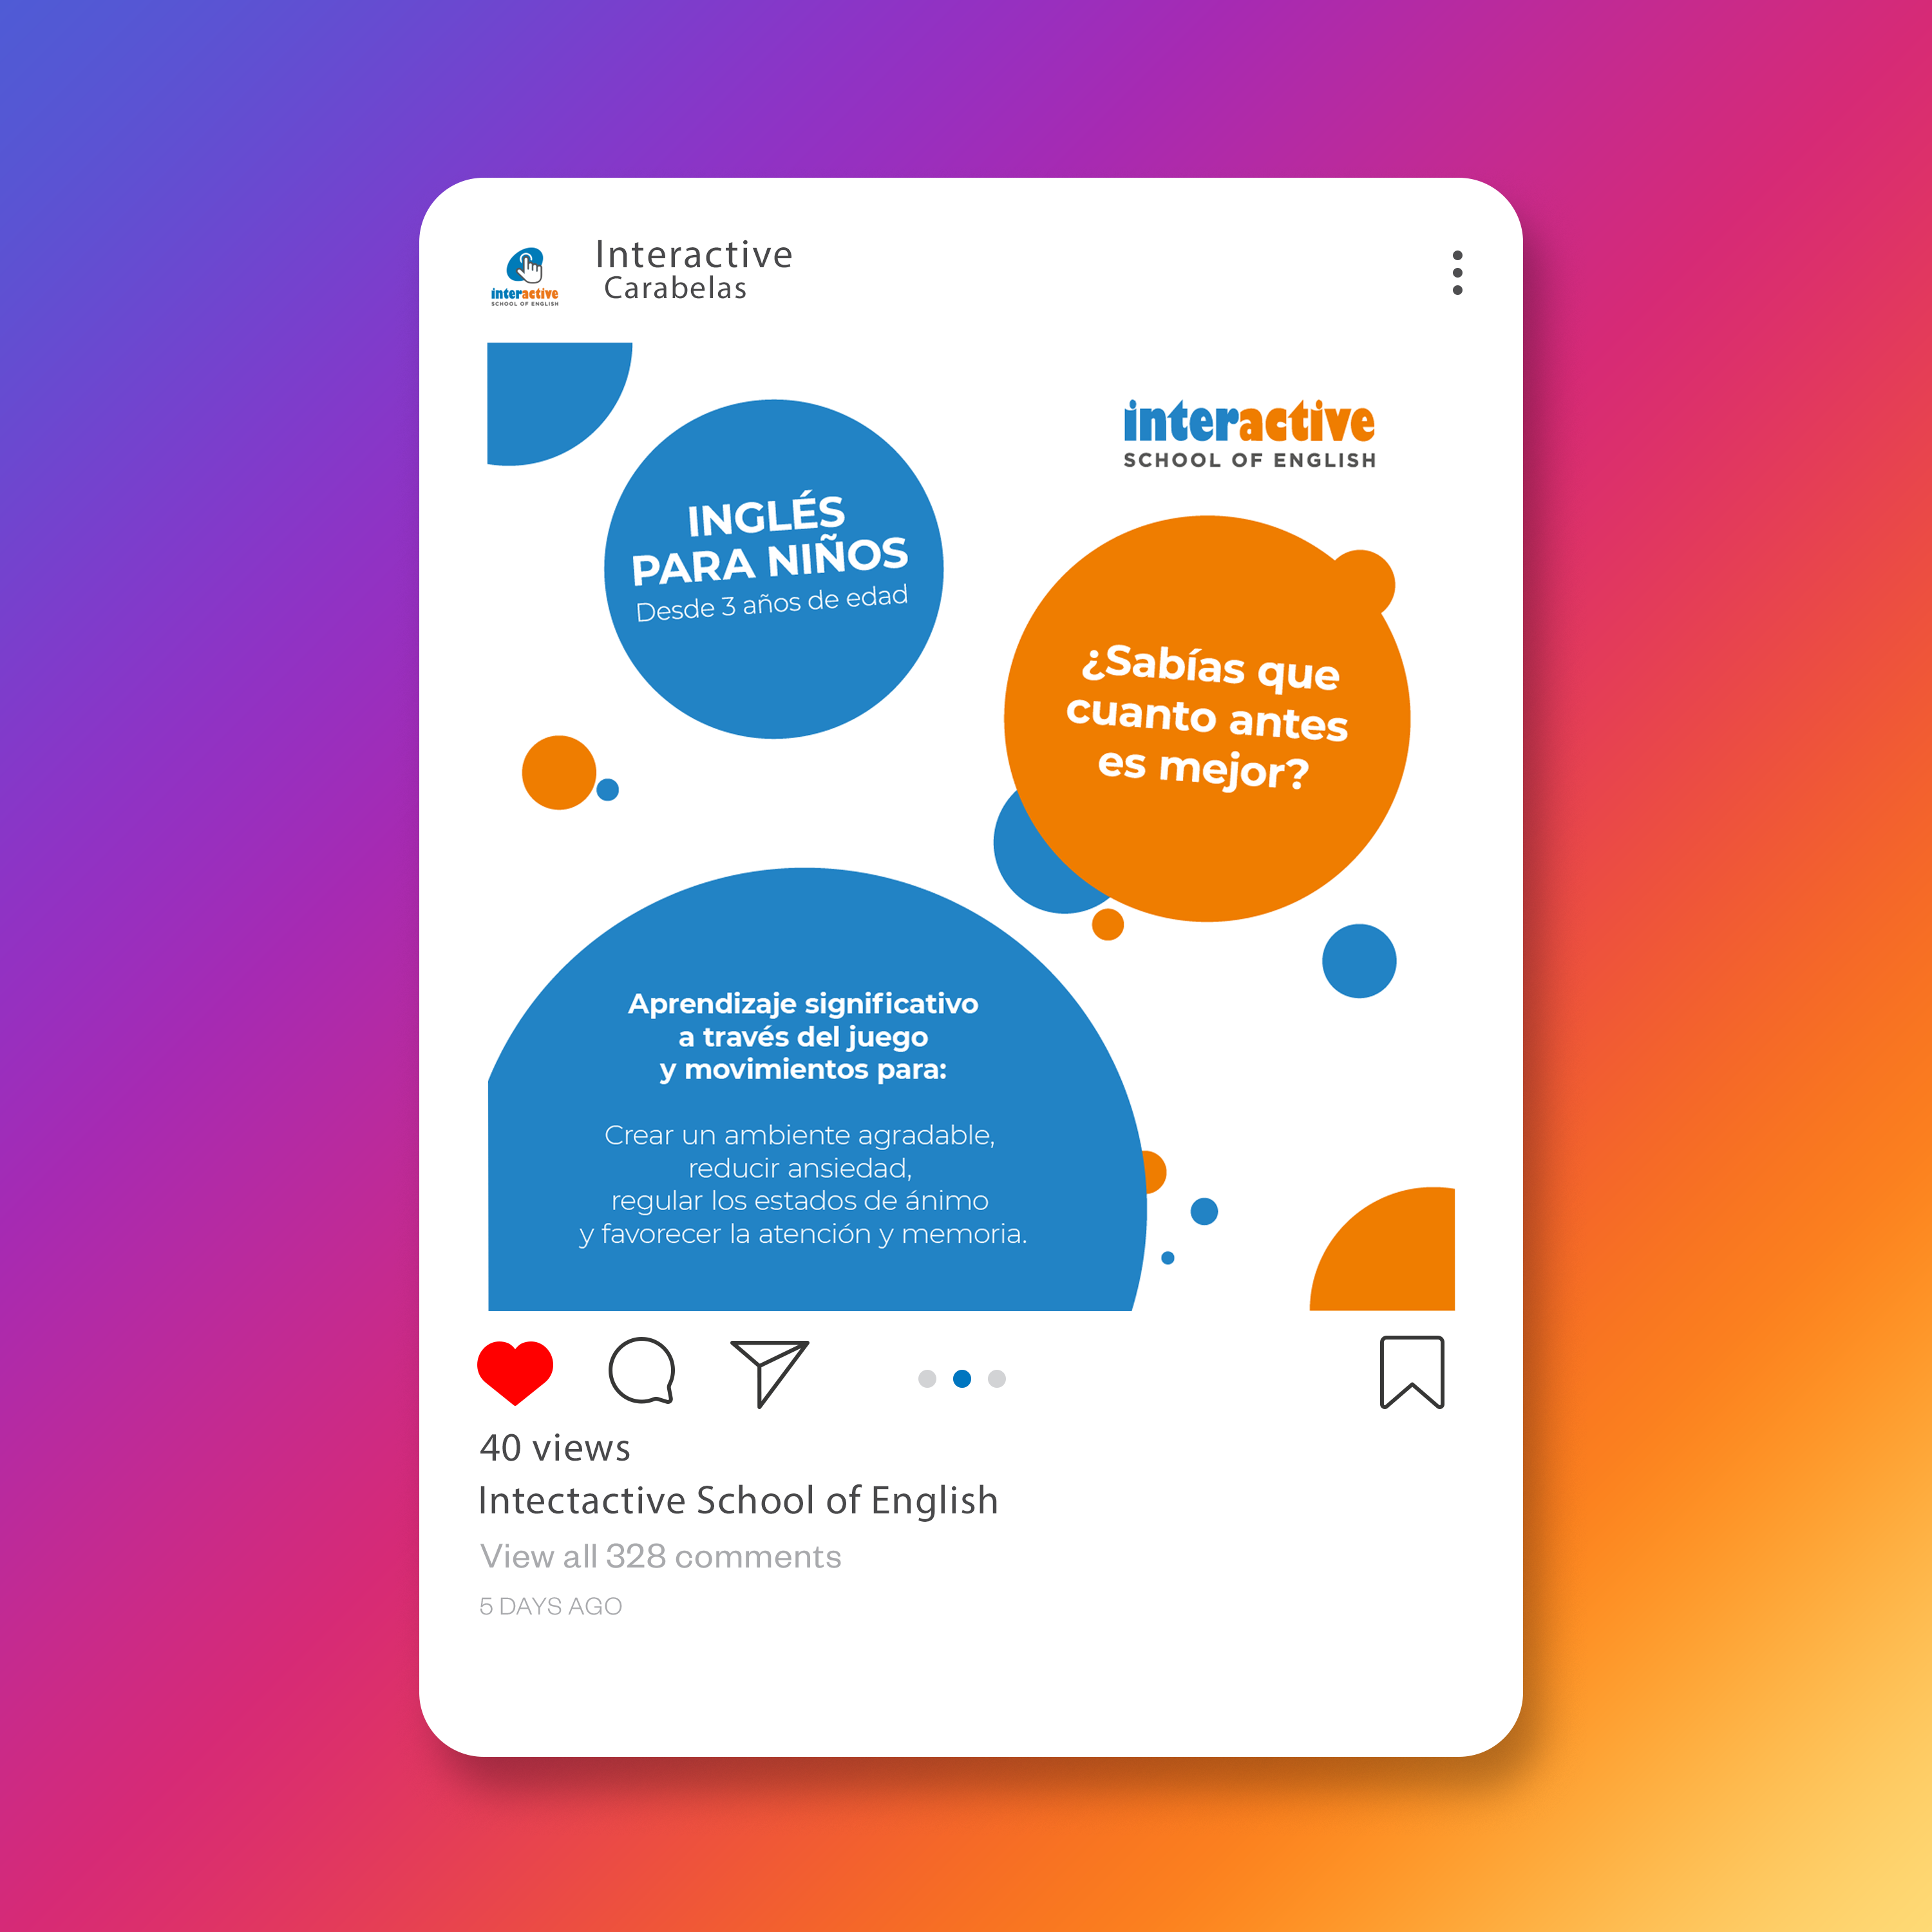 interactive
SCHOOL OF ENGLISH
Interactive
Carabelas
interactive
SCHOOL OF ENGLISH
INGLÉS
PARA NIÑOS
Desde 3 años de edad
¿Sabías que
cuanto antes
es mejor?
Aprendizaje significativo
a través del juego
y movimientos para:
Crear un ambiente agradable,
reducir ansiedad,
regular los estados de ánimo
y favorecer la atención y memoria.
40 views
Intectactive School of English
View all 328 comments
5 DAYS AGO